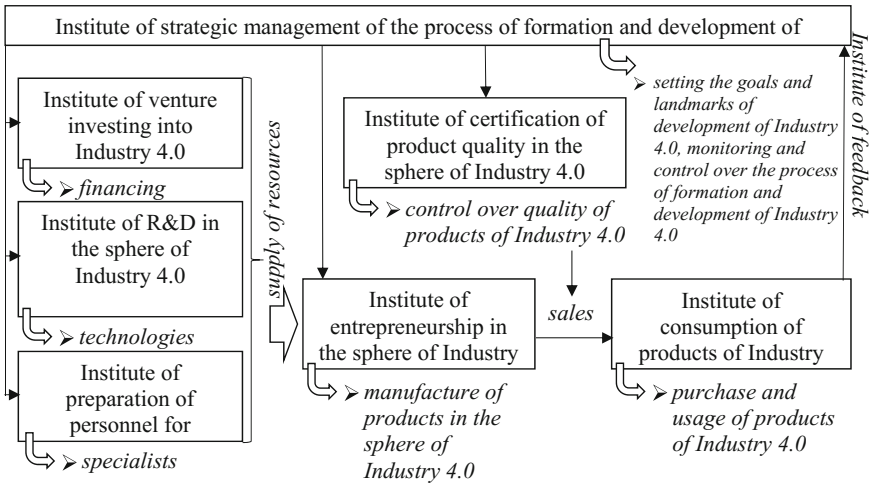 Institute of strategic management of the process of formation and development of
Institute of venture
investing into
Industry 4.0
➢ financing
Institute of R&D in
the sphere of
Industry 4.0
➢ technologies
Institute of
preparation of
personnel for
➢ specialists
supply of resources
Institute of certification of
product quality in the
sphere of Industry 4.0
➢ control over quality of
products of Industry 4.0
➢ setting the goals and
landmarks of
development of Industry
4.0, monitoring and
control over the process
of formation and
development of Industry
4.0
Institute of feedback
Institute of
entrepreneurship in
the sphere of Industry
➢ manufacture of
products in the
sphere of
Industry 4.0
sales
Institute of
consumption of
products of Industry
➢ purchase and
usage of products
of Industry 4.0